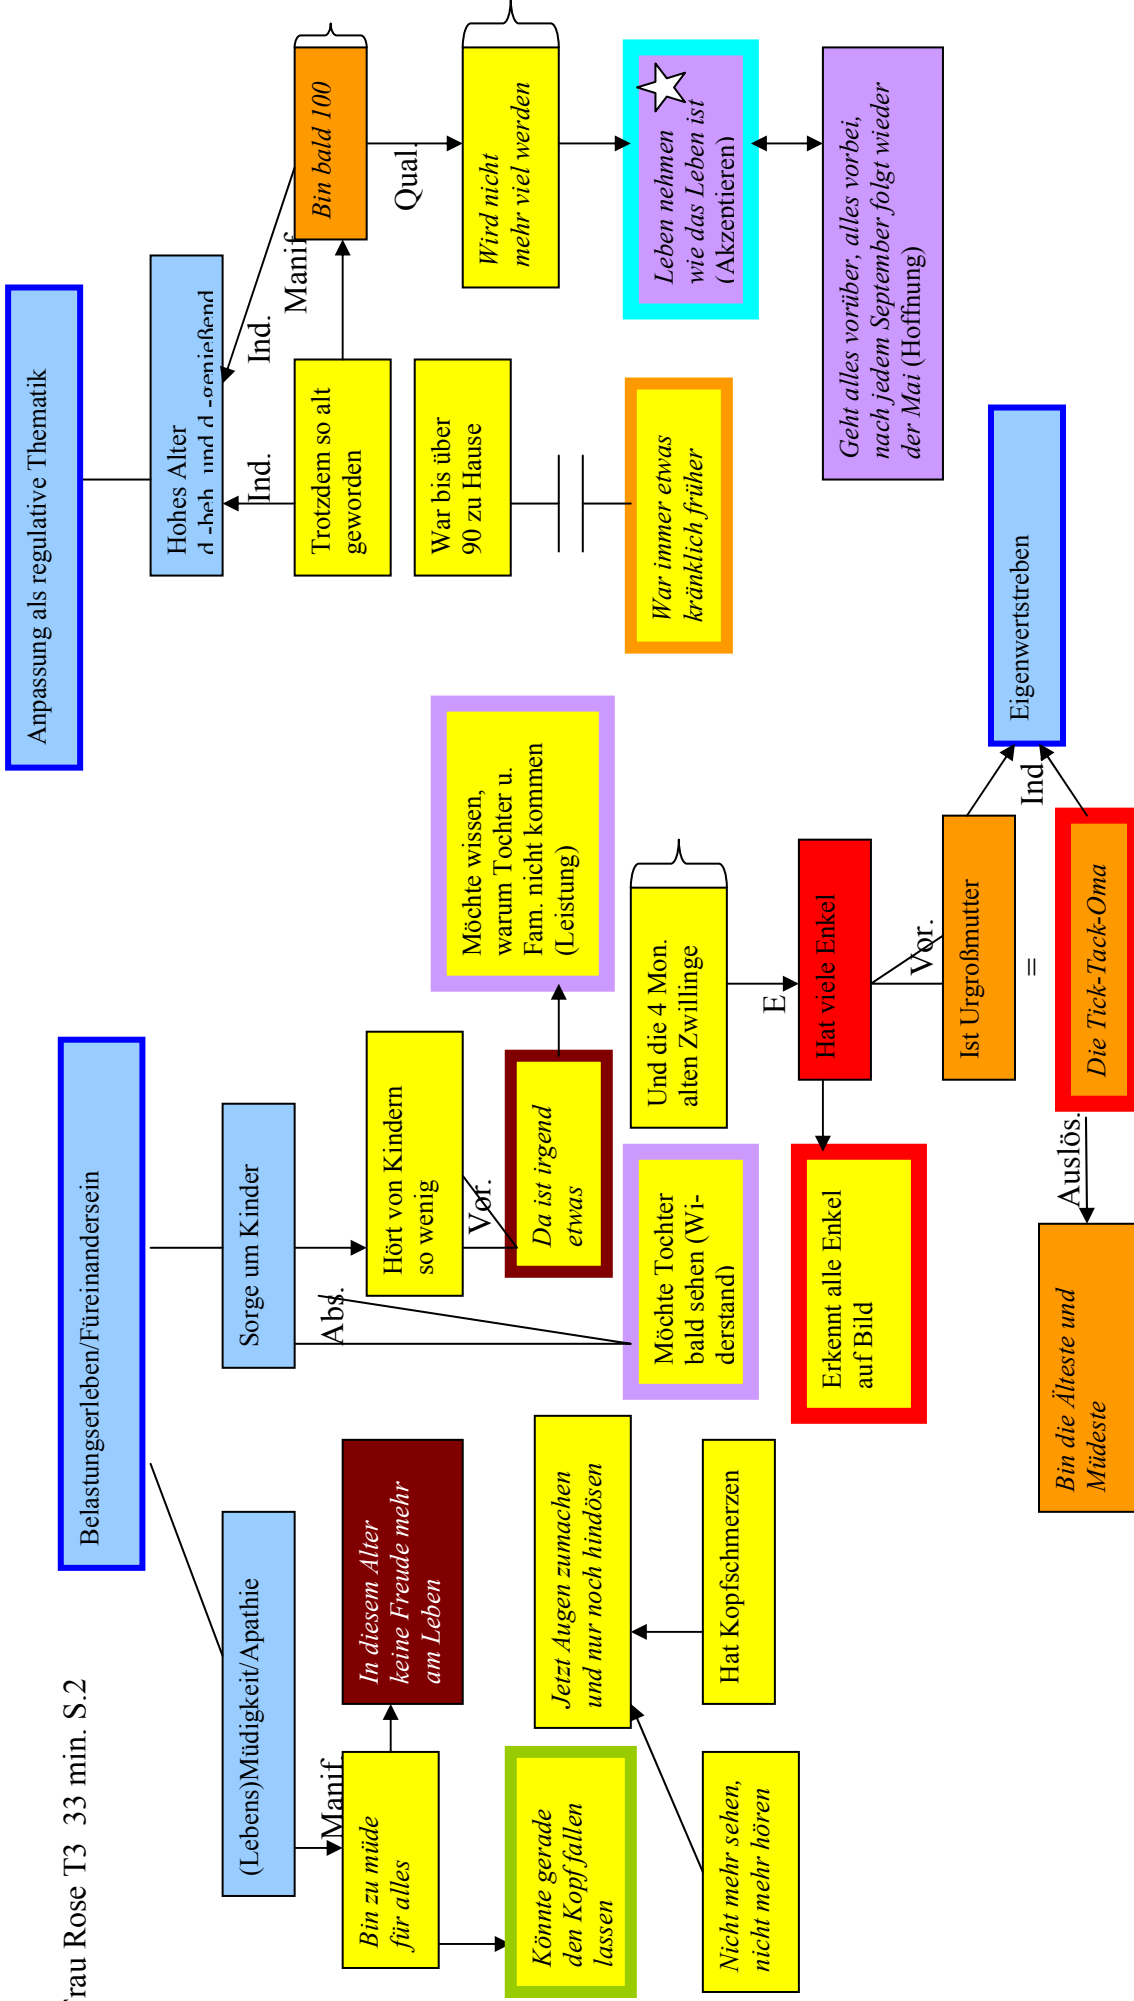 rau Rose T3 33 min. S.2
Belastungserleben/Füreinandersein
Anpassung als regulative Thematik
(Lebens)Müdigkeit/Apathie
Sorge um Kinder
Hohes Alter
d.-heh und d.-genießend
Manif.
Abs.
Ind.
Ind.
Manif.
Bin zu müde
für alles
In diesem Alter
keine Freude mehr
am Leben
Hört von Kindern
so wenig
Trotzdem so alt
geworden
Bin bald 100
Vor.
Qual.
Könnte gerade
den Kopf fallen
lassen
Jetzt Augen zumachen
und nur noch hindösen
Da ist irgend
etwas
Möchte wissen,
warum Tochter u.
Fam. nicht kommen
(Leistung)
War bis über
90 zu Hause
Wird nicht
mehr viel werden
Möchte Tochter
bald sehen (Wi-
derstand)
Und die 4 Mon.
alten Zwillinge
War immer etwas
kränklich früher
Leben nehmen
wie das Leben ist
(Akzeptieren)
Nicht mehr sehen,
nicht mehr hören
Hat Kopfschmerzen
E
Erkennt alle Enkel
auf Bild
Hat viele Enkel
Geht alles vorüber, alles vorbei,
nach jedem September folgt wieder
der Mai (Hoffnung)
Vor.
Ist Urgroßmutter
Eigenwertstreben
=
Ind
Bin die Älteste und
Müdeste
Auslös.
Die Tick-Tack-Oma